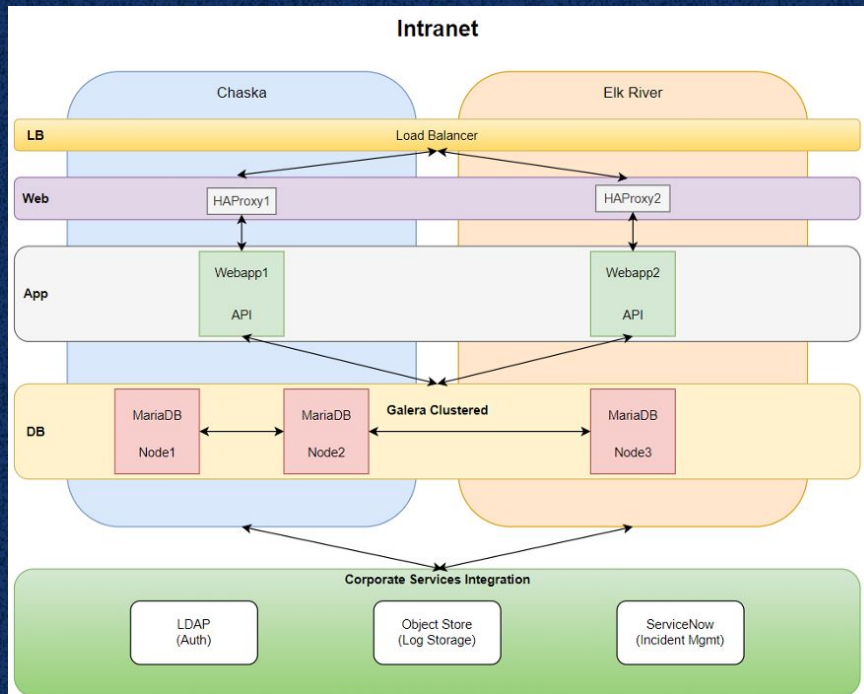 Intranet
Chaska
Elk River
LB
Load Balancer
Web
HAProxy1
HAProxy2
App
Webapp1
API
Webapp2
API
DB
Galera Clustered
MariaDB
Node1
MariaDB
Node2
MariaDB
Node3
Corporate Services Integration
LDAP
(Auth)
Object Store
(Log Storage)
ServiceNow
(Incident Mgmt)